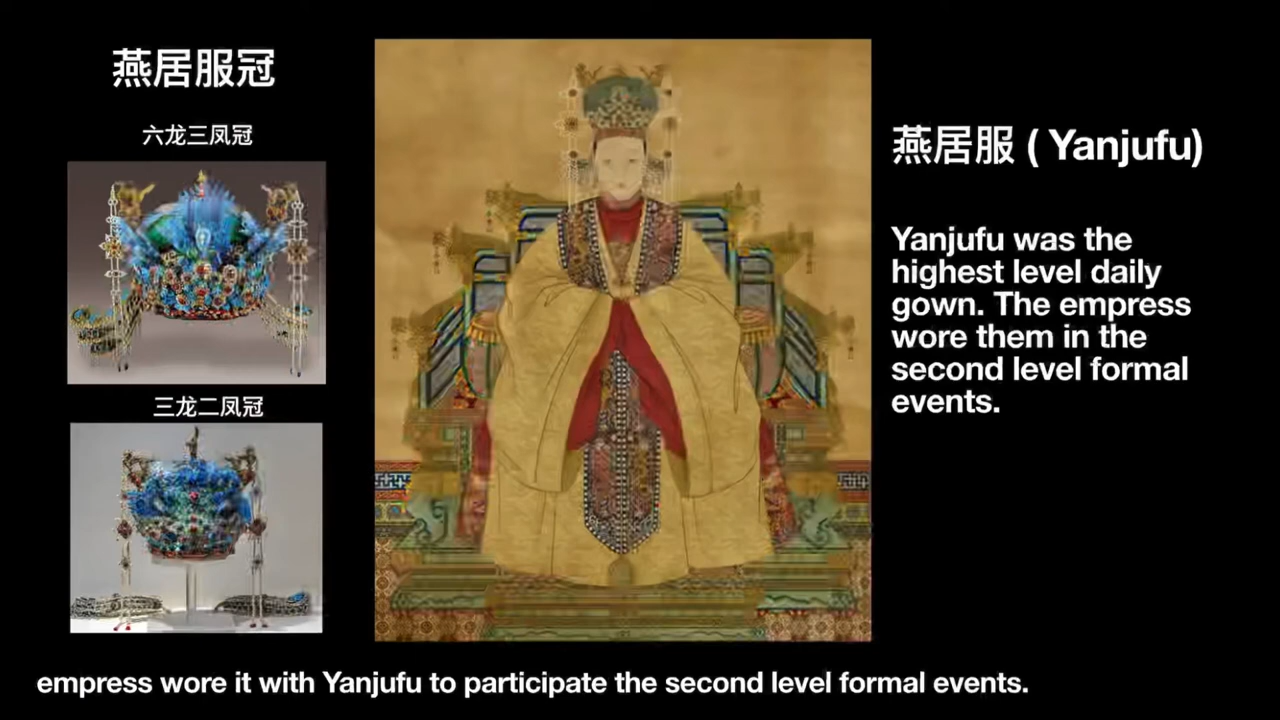 燕居服冠
六龙三凤冠
三龙二凤冠
燕居服 ( Yanjufu)
Yanjufu was the
highest level daily
gown. The empress
wore them in the
second level formal
events.
empress wore it with Yanjufu to participate the second level formal events.